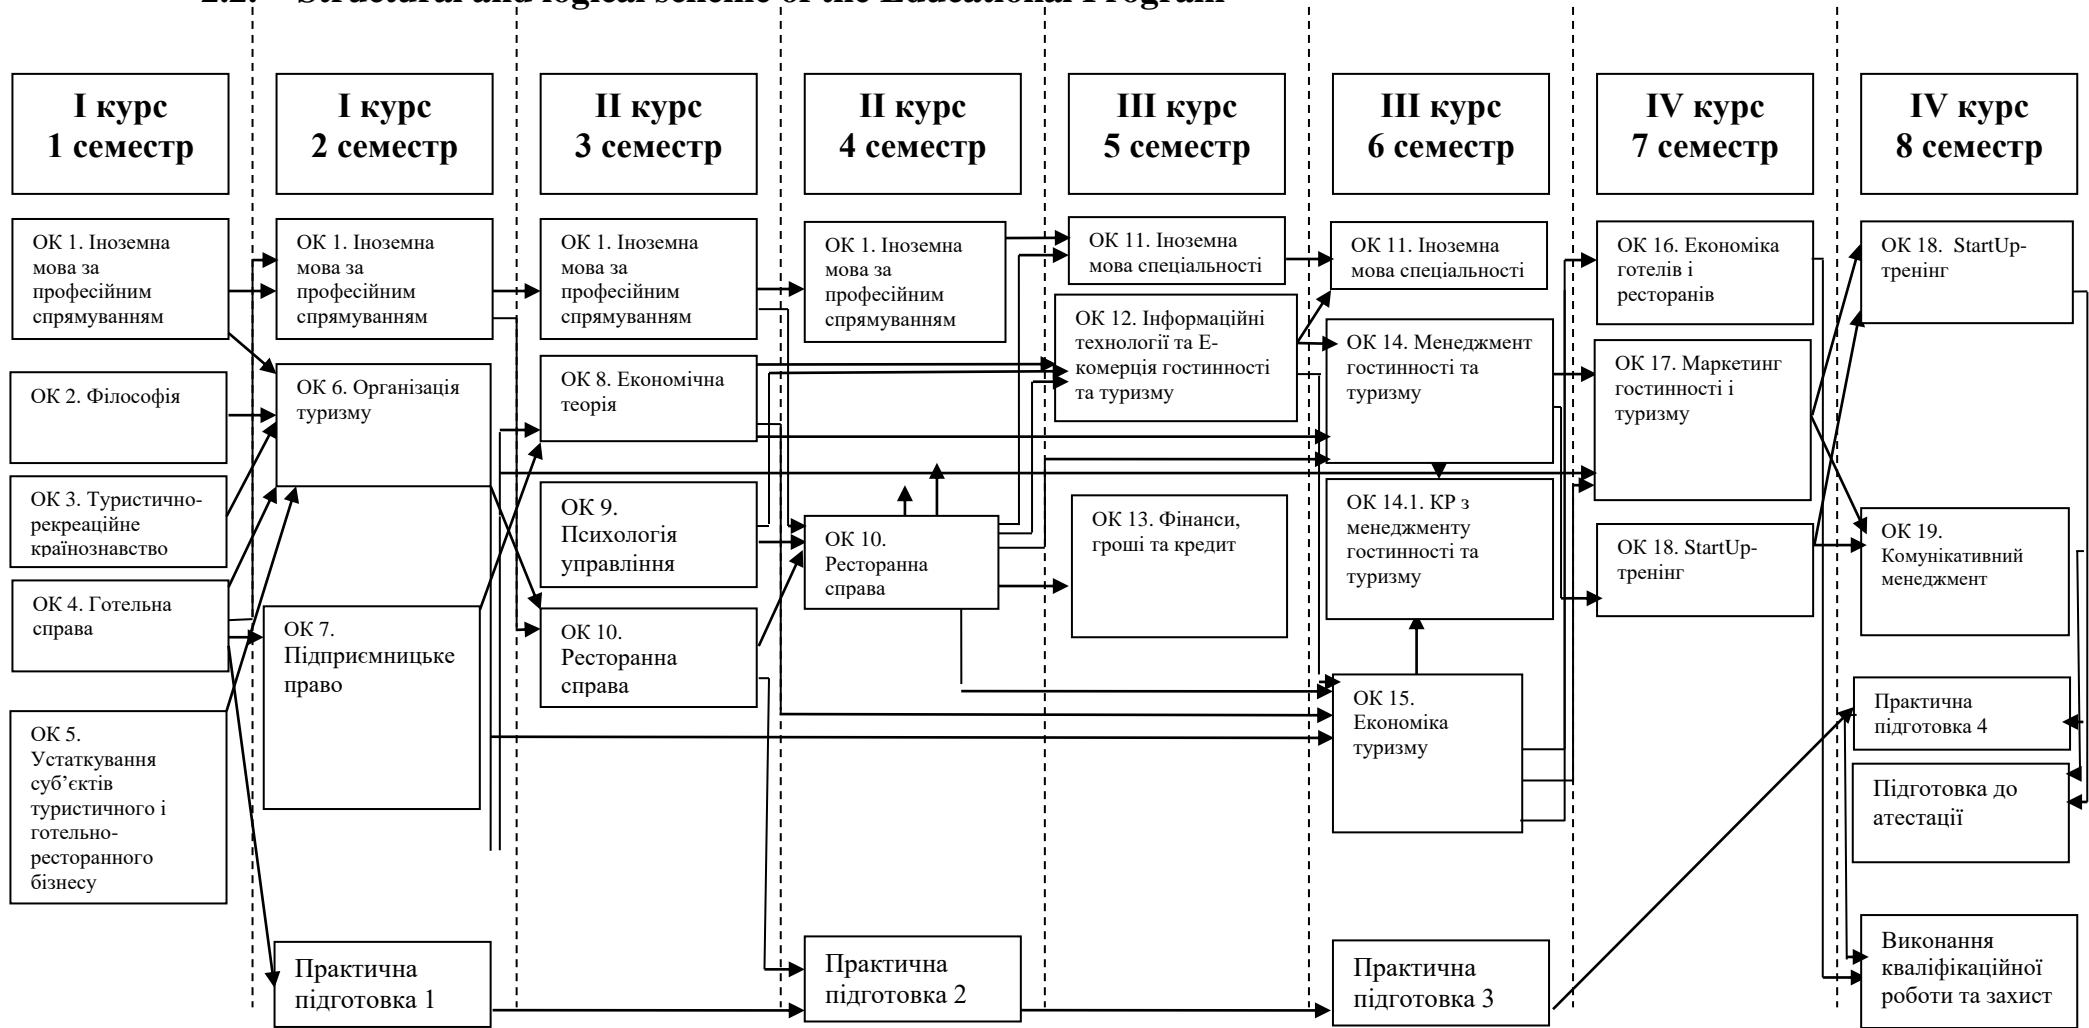 2.2. Structural and logical scheme of the Educational Program
І курс
1 семестр
І курс
2 семестр
ІІ курс
3 семестр
ІІ курс
4 семестр
ІІІ курс
5 семестр
ІІІ курс
6 семестр
IV курс
7 семестр
IV курс
8 семестр
ОК 1. Іноземна
мова за
професійним
спрямуванням
ОК 2. Філософія
ОК 3. Туристично-
рекреаційне
країнознавство
ОК 4. Готельна
справа
ОК 5.
Устаткування
суб’єктів
туристичного і
готельно-
ресторанного
бізнесу
ОК 1. Іноземна
мова за
професійним
спрямуванням
ОК 6. Організація
туризму
ОК 7.
Підприємницьке
право
Практична
підготовка 1
ОК 1. Іноземна
мова за
професійним
спрямуванням
ОК 8. Економічна
теорія
ОК 9.
Психологія
управління
ОК 10.
Ресторанна
справа
ОК 1. Іноземна
мова за
професійним
спрямуванням
ОК 10.
Ресторанна
справа
Практична
підготовка 2
ОК 11. Іноземна
мова спеціальності
ОК 12. Інформаційні
технології та Е-
комерція гостинності
та туризму
ОК 13. Фінанси,
гроші та кредит
ОК 11. Іноземна
мова спеціальності
ОК 14. Менеджмент
гостинності та
туризму
ОК 14.1. КР з
менеджменту
гостинності та
туризму
ОК 15.
Економіка
туризму
Практична
підготовка 3
ОК 16. Економіка
готелів і
ресторанів
ОК 17. Маркетинг
гостинності і
туризму
ОК 18. StartUp-
тренінг
ОК 18. StartUp-
тренінг
ОК 19.
Комунікативний
менеджмент
Практична
підготовка 4
Підготовка до
атестації
Виконання
кваліфікаційної
роботи та захист